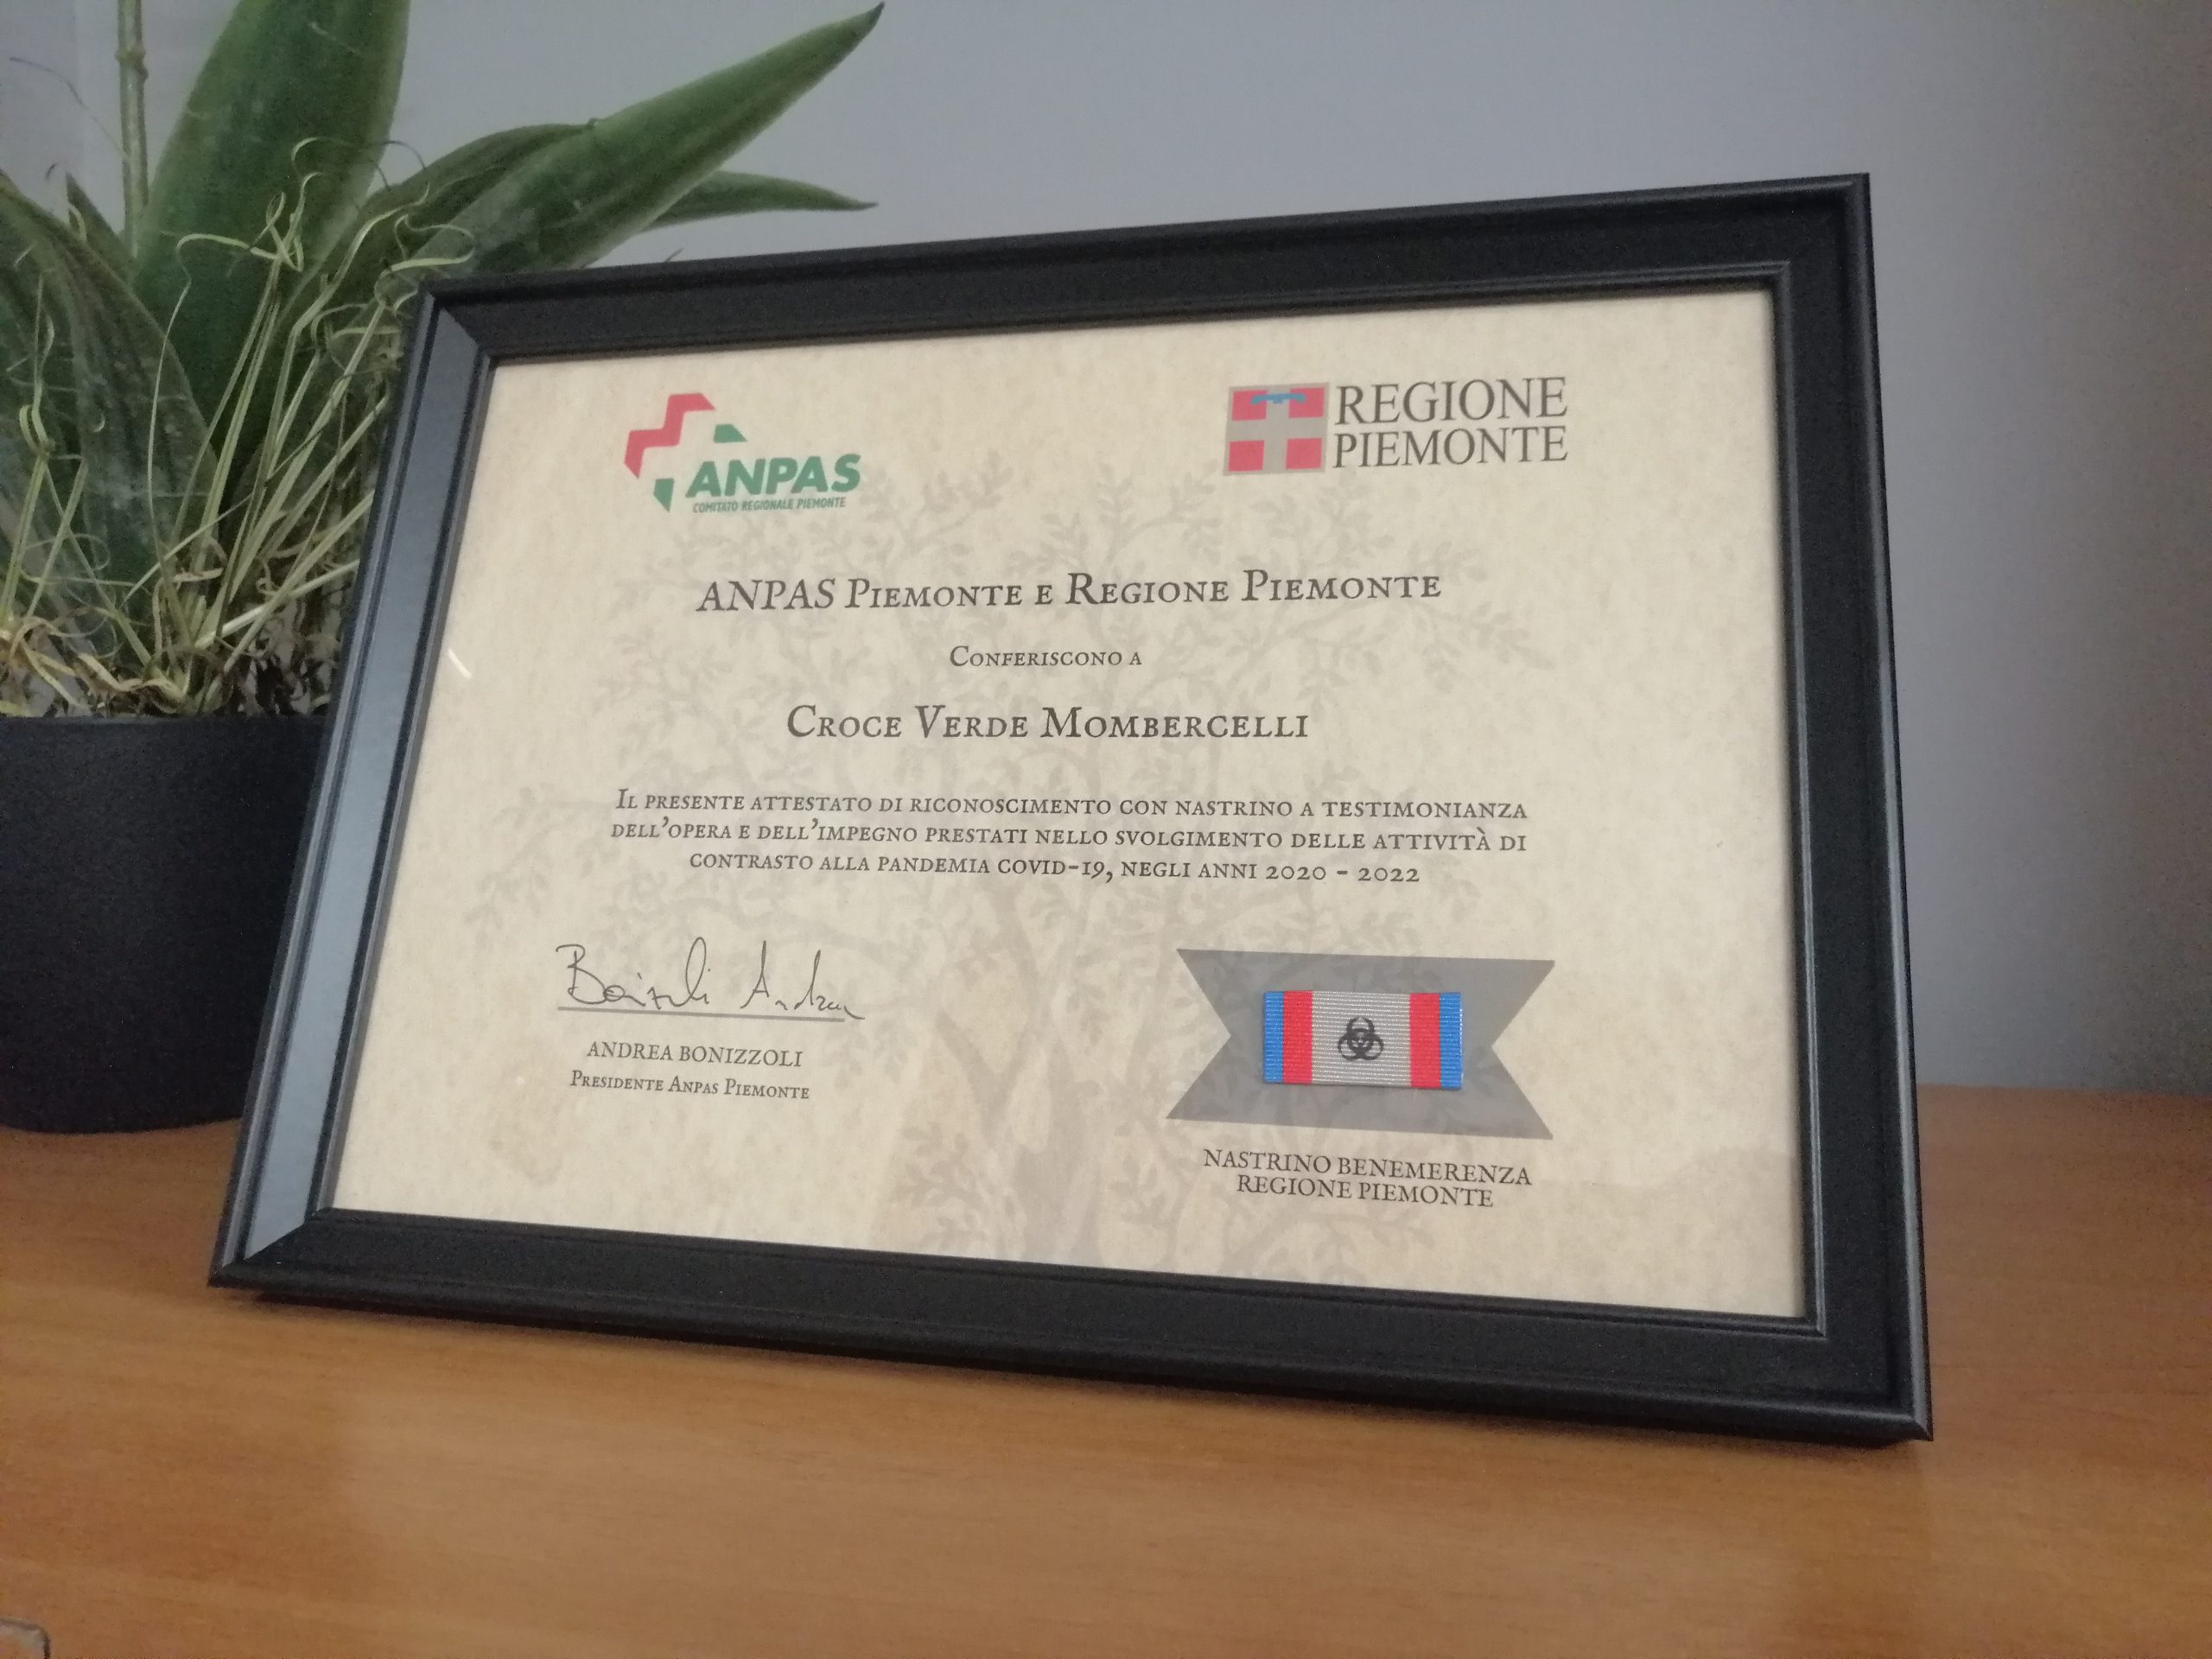 ANPAS
COMITATO REGIONALE PIEMONTE
REGIONE
PIEMONTE
ANPAS Piemonte e Regione Piemonte
Conferiscono a
Croce Verde Mombercelli
Il presente attestato di riconoscimento con nastrino a testimonianza
dell'opera e dell'impegno prestati nello svolgimento delle attività di
contrasto alla pandemia covid-19, negli anni 2020 - 2022
Bonizzoli Andrea
ANDREA BONIZZOLI
Presidente Anpas Piemonte
NASTRINO BENEMERENZA
REGIONE PIEMONTE